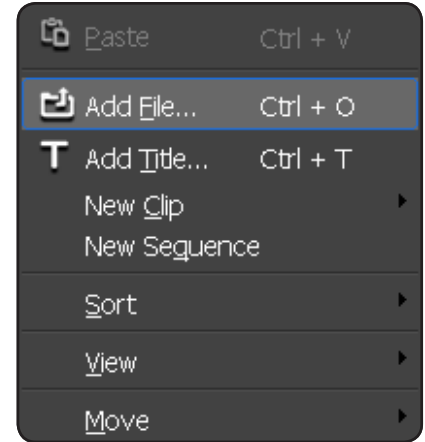 Paste Ctrl + V
Add File... Ctrl + O
Add Title... Ctrl + T
New Clip
New Sequence
Sort
View
Move